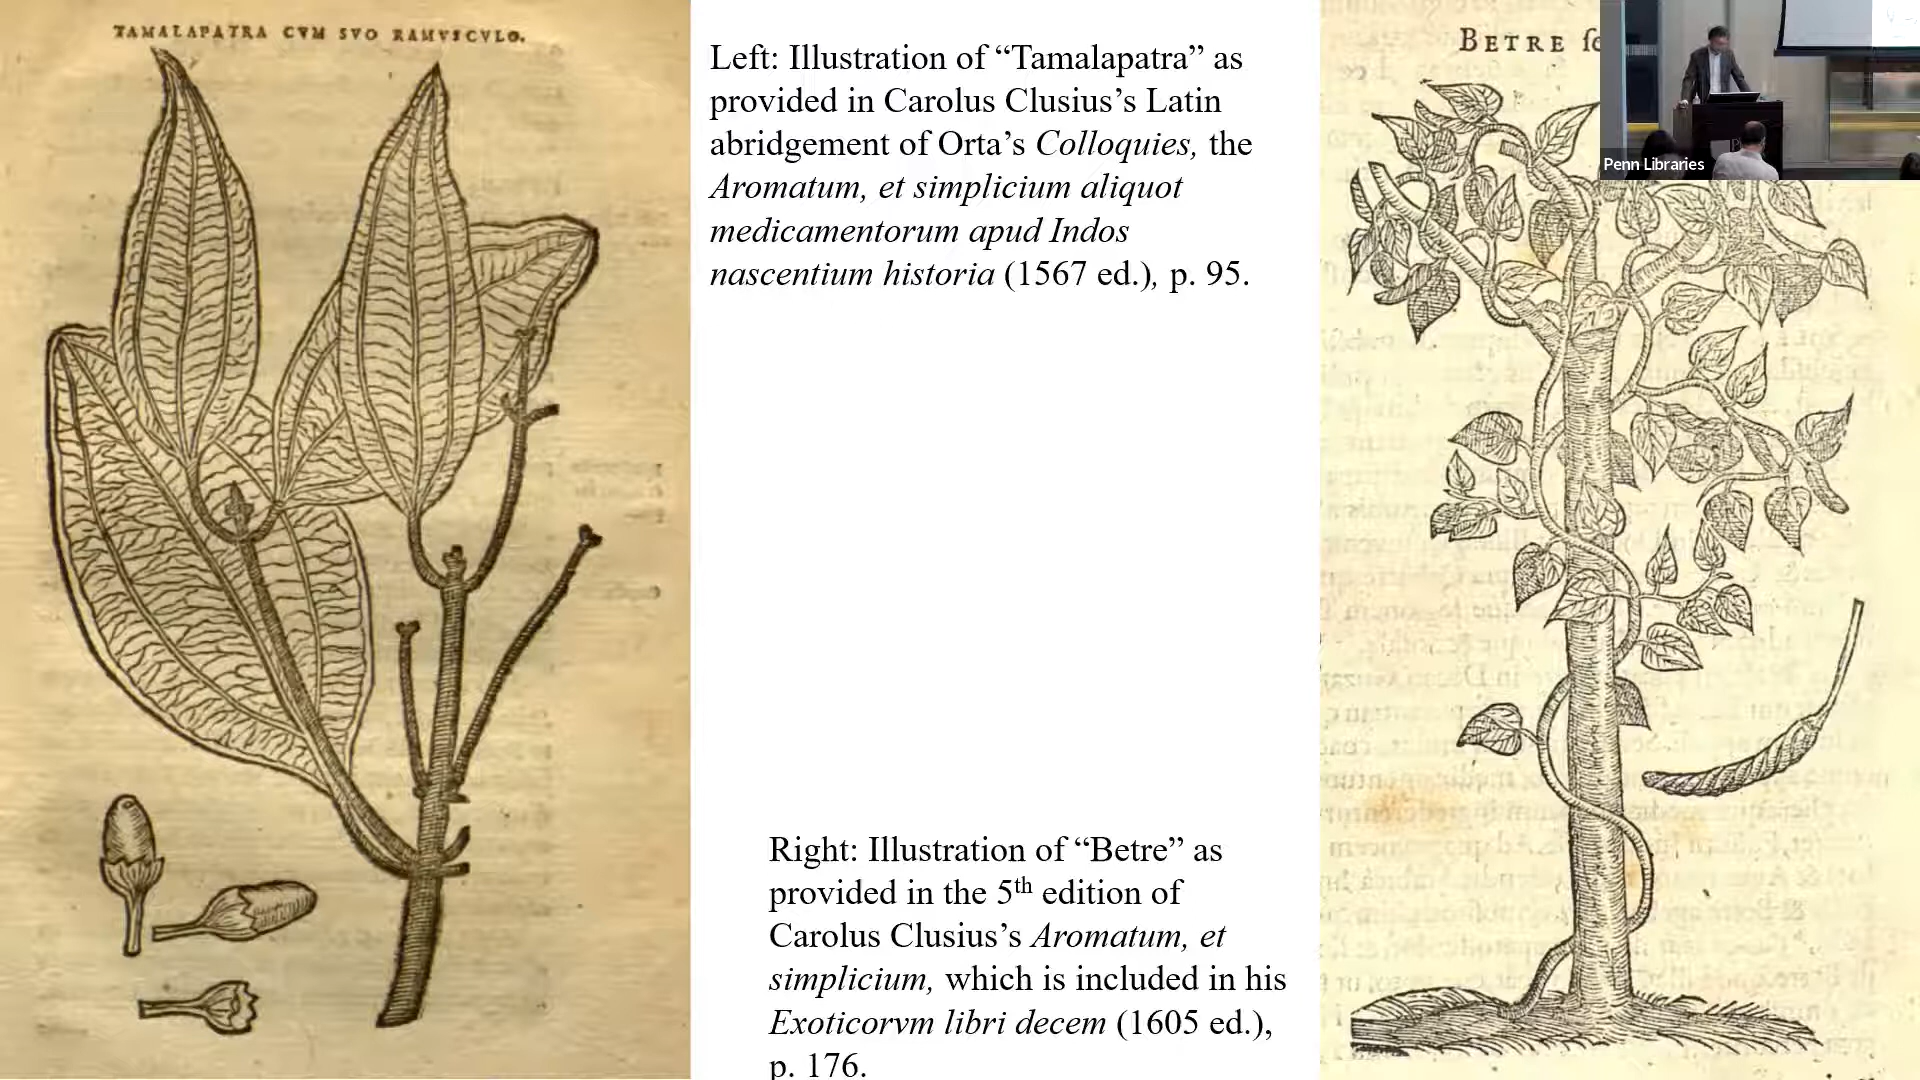 TAMALAPATRA CVM SVO RAMVSCVLO.
Left: Illustration of “Tamalapatra” as
provided in Carolus Clusius’s Latin
abridgement of Orta’s Colloquies, the
Aromatum, et simplicium aliquot
medicamentorum apud Indos
nascentium historia (1567 ed.), p. 95.
Right: Illustration of “Betre” as
provided in the 5th edition of
Carolus Clusius’s Aromatum, et
simplicium, which is included in his
Exoticorvm libri decem (1605 ed.),
p. 176.
BETRE
Penn Libraries